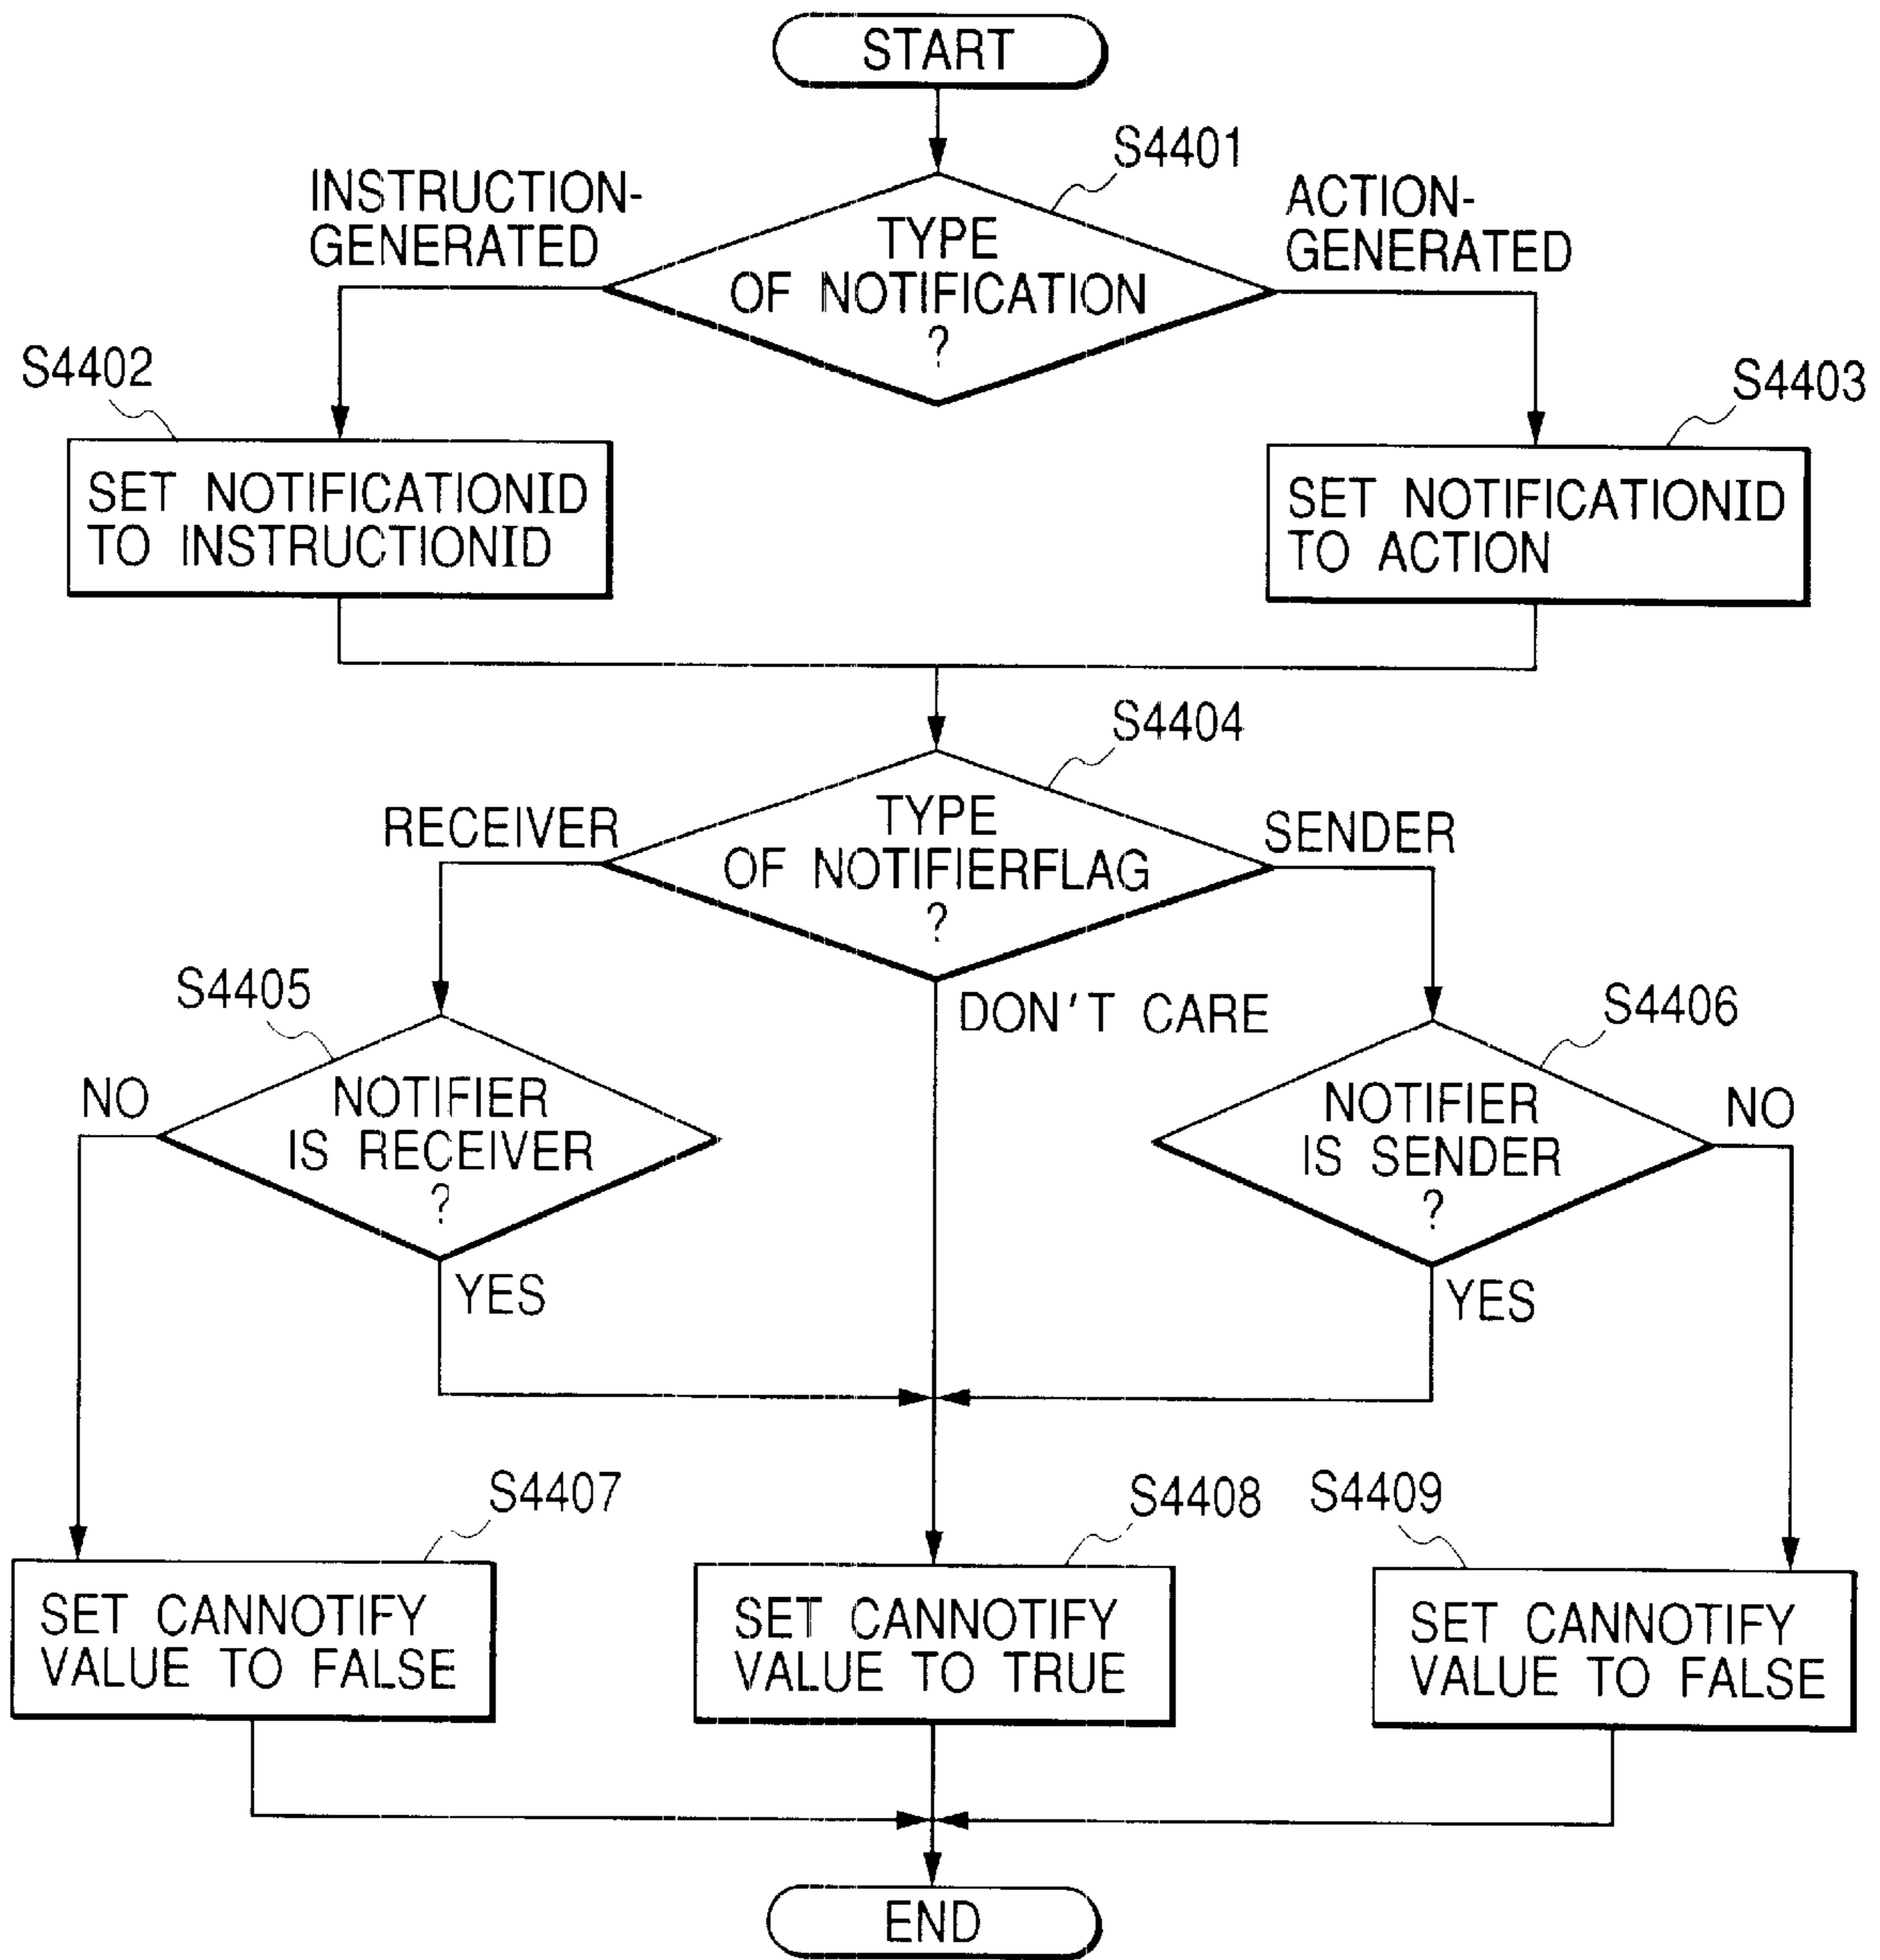 START
S4401
INSTRUCTION-
GENERATED
ACTION-
GENERATED
TYPE
OF NOTIFICATION
?
S4402
S4403
SET NOTIFICATIONID
TO INSTRUCTIONID
SET NOTIFICATIONID
TO ACTION
S4404
RECEIVER
TYPE
OF NOTIFIERFLAG
?
SENDER
DON'T CARE
S4405
S4406
NO
NOTIFIER
IS RECEIVER
?
YES
NOTIFIER
IS SENDER
?
NO
YES
S4407
S4408
S4409
SET CANNOTIFY
VALUE TO FALSE
SET CANNOTIFY
VALUE TO TRUE
SET CANNOTIFY
VALUE TO FALSE
END